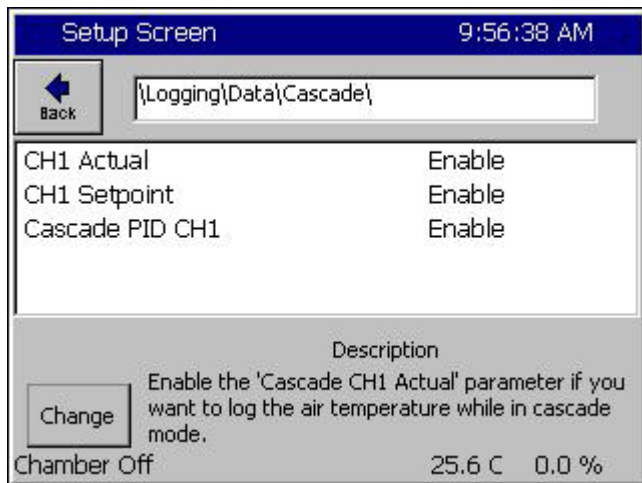 Setup Screen 9:56:38 AM
Back
\Logging\Data\Cascade\
CH1 Actual Enable
CH1 Setpoint Enable
Cascade PID CH1 Enable
Description
Enable the 'Cascade CH1 Actual' parameter if you
want to log the air temperature while in cascade
mode.
Change
Chamber Off 25.6 C 0.0 %